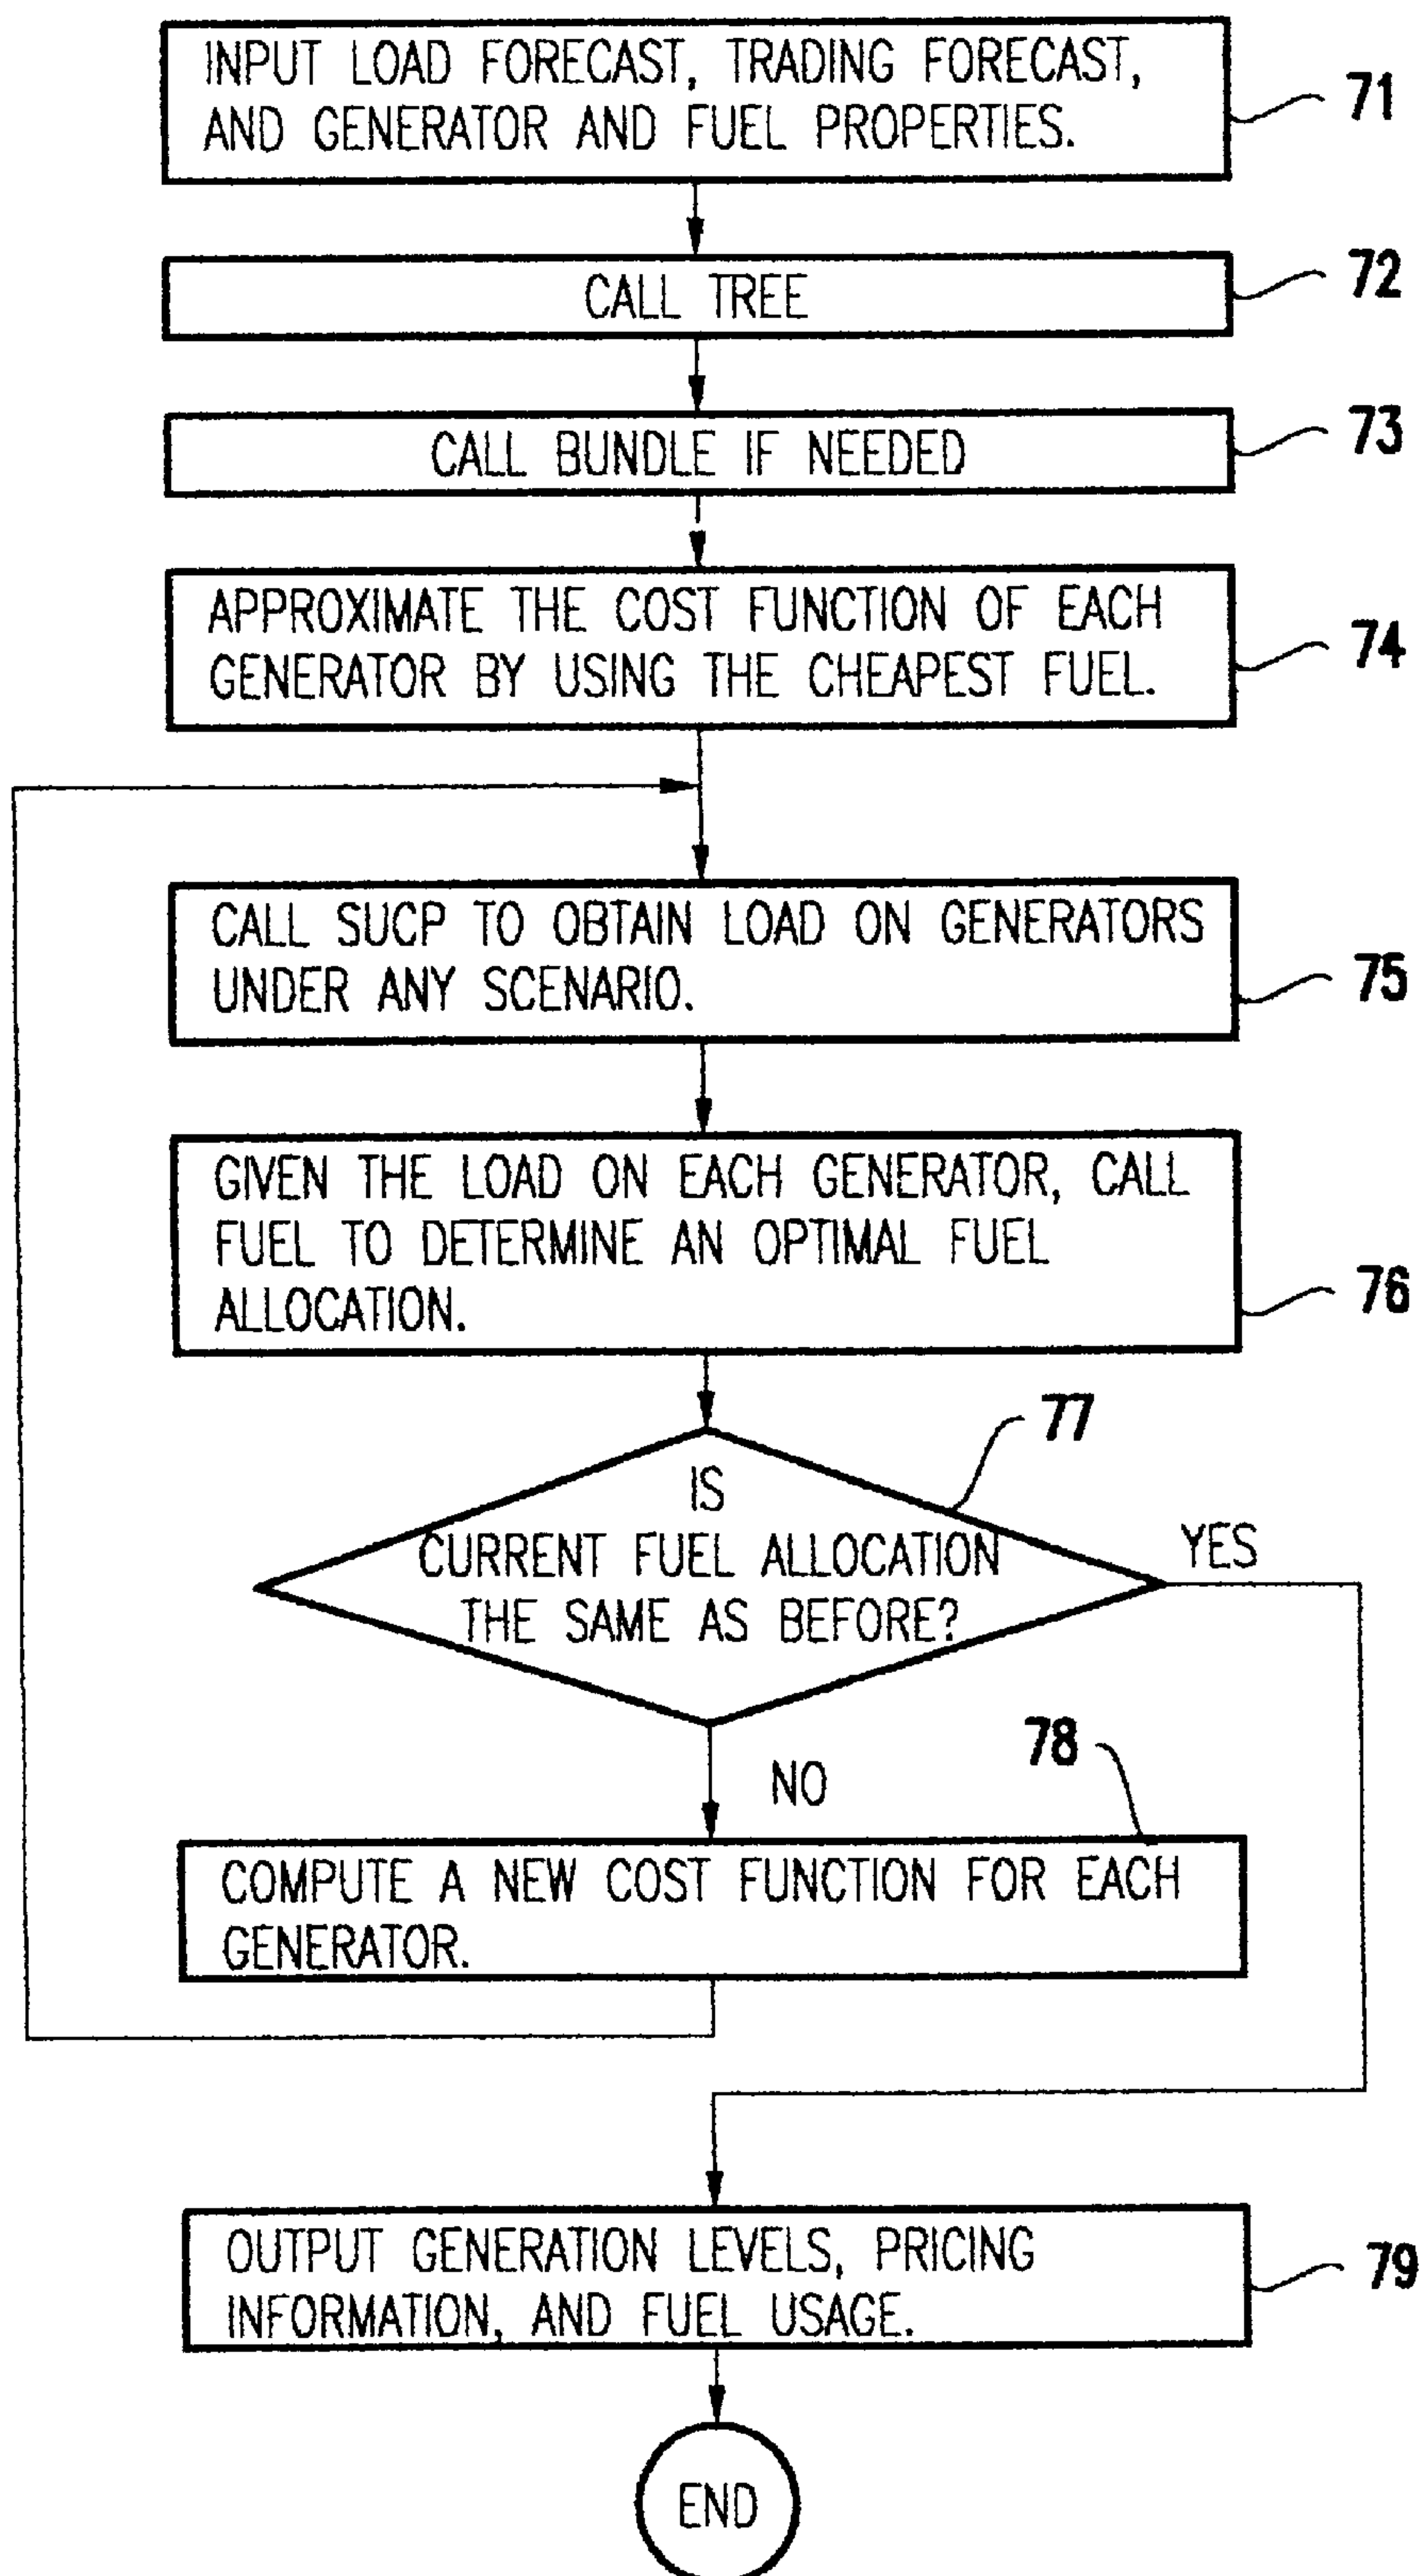 INPUT LOAD FORECAST, TRADING FORECAST,
AND GENERATOR AND FUEL PROPERTIES.
71
CALL TREE
72
CALL BUNDLE IF NEEDED
73
APPROXIMATE THE COST FUNCTION OF EACH
GENERATOR BY USING THE CHEAPEST FUEL.
74
CALL SUCP TO OBTAIN LOAD ON GENERATORS
UNDER ANY SCENARIO.
75
GIVEN THE LOAD ON EACH GENERATOR, CALL
FUEL TO DETERMINE AN OPTIMAL FUEL
ALLOCATION.
76
77
IS
CURRENT FUEL ALLOCATION
THE SAME AS BEFORE?
YES
NO
78
COMPUTE A NEW COST FUNCTION FOR EACH
GENERATOR.
OUTPUT GENERATION LEVELS, PRICING
INFORMATION, AND FUEL USAGE.
79
END